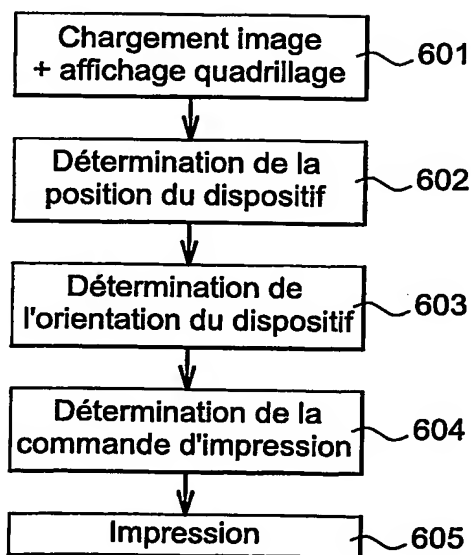 Chargement image
+ affichage quadrillage
601
Détermination de la
position du dispositif
602
Détermination de
l'orientation du dispositif
603
Détermination de la
commande d'impression
604
Impression
605